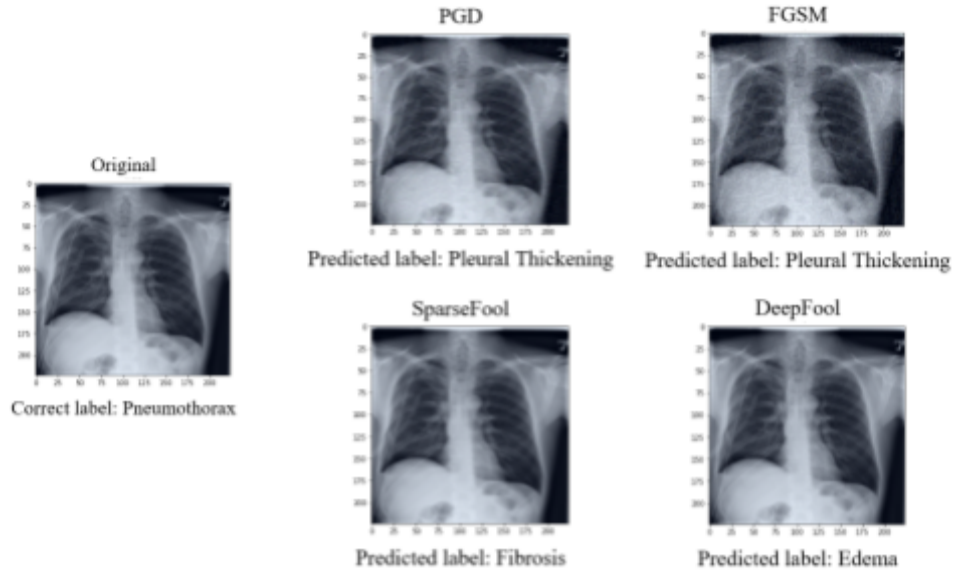 PGD
FGSM
Original
Correct label: Pneumothorax
Predicted label: Pleural Thickening
Predicted label: Pleural Thickening
SparseFool
DeepFool
Predicted label: Fibrosis
Predicted label: Edema